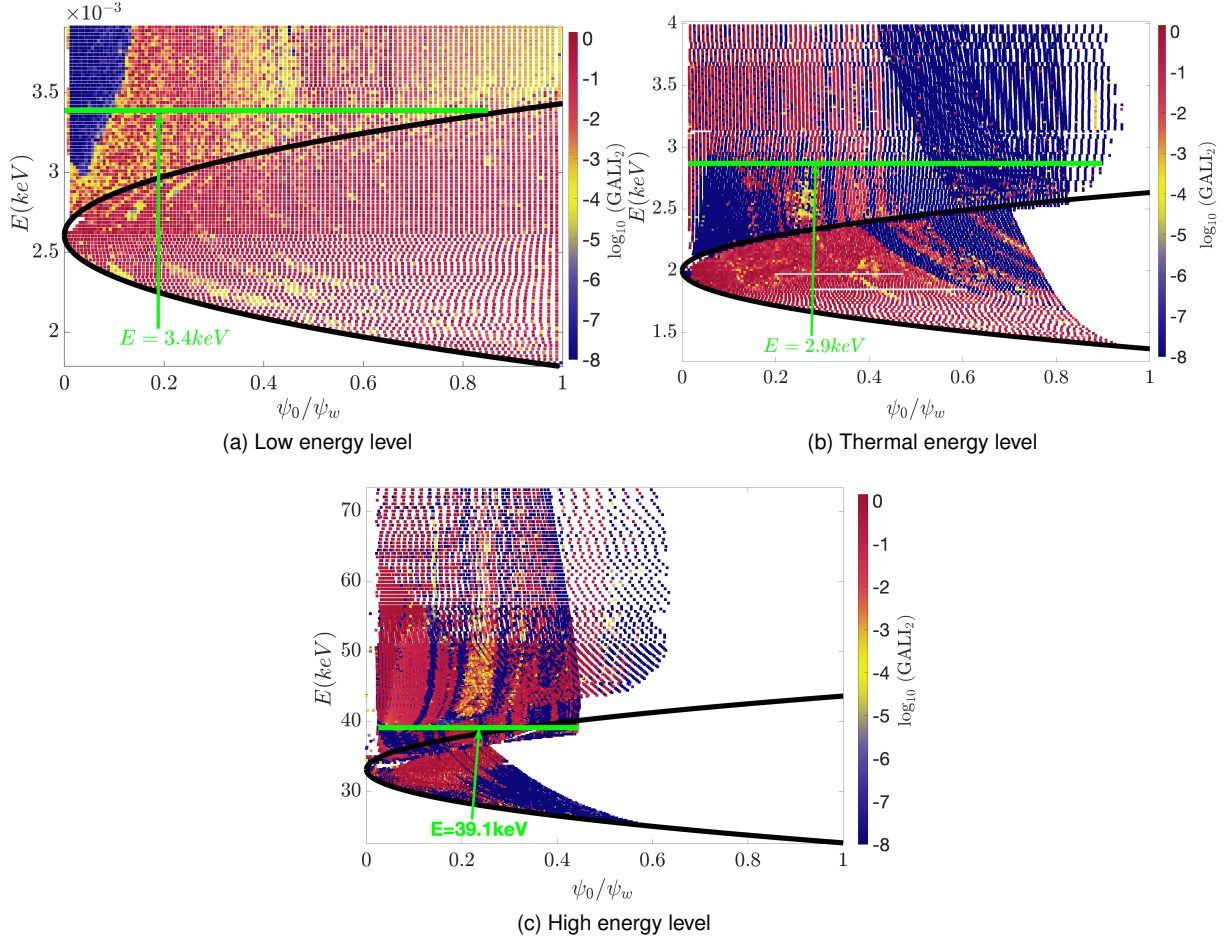 ×10⁻³
3.5
3
2.5
2
E(keV)
0 0.2 0.4 0.6 0.8 1
ψ₀/ψ_w
E = 3.4keV
0
-1
-2
-3
-4
-5
-6
-7
-8
log₁₀ (GALI₂)
(a) Low energy level
4
3.5
3
2.5
2
1.5
E(keV)
0 0.2 0.4 0.6 0.8 1
ψ₀/ψ_w
E = 2.9keV
0
-1
-2
-3
-4
-5
-6
-7
-8
log₁₀ (GALI₂)
(b) Thermal energy level
70
60
50
40
30
E(keV)
0 0.2 0.4 0.6 0.8 1
ψ₀/ψ_w
E=39.1keV
0
-1
-2
-3
-4
-5
-6
-7
-8
log₁₀ (GALI₂)
(c) High energy level